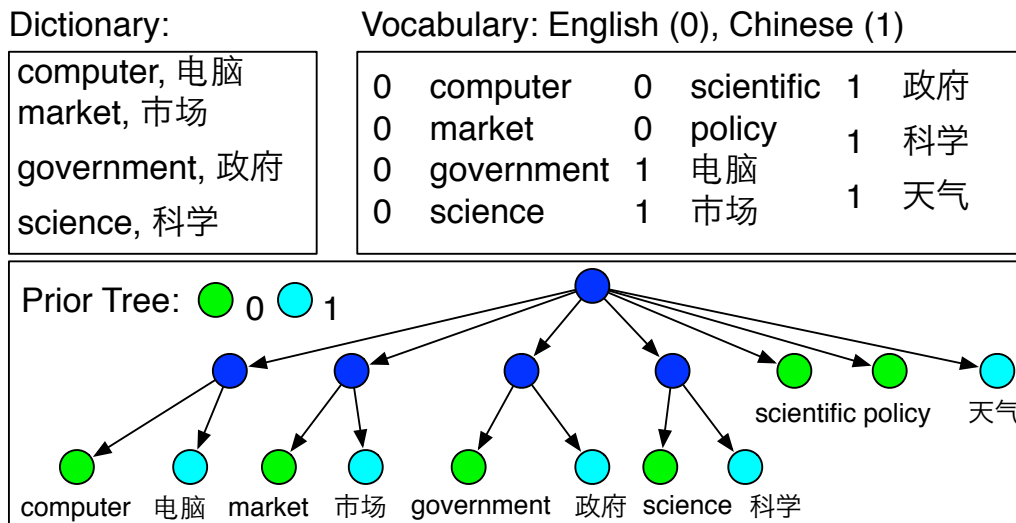 Dictionary:
computer, 电脑
market, 市场
government, 政府
science, 科学
Vocabulary: English (0), Chinese (1)
0 computer 0 scientific 1 政府
0 market 0 policy 1 科学
0 government 1 电脑 1 天气
0 science 1 市场
Prior Tree: 0 1
scientific policy 天气
computer 电脑 market 市场 government 政府 science 科学